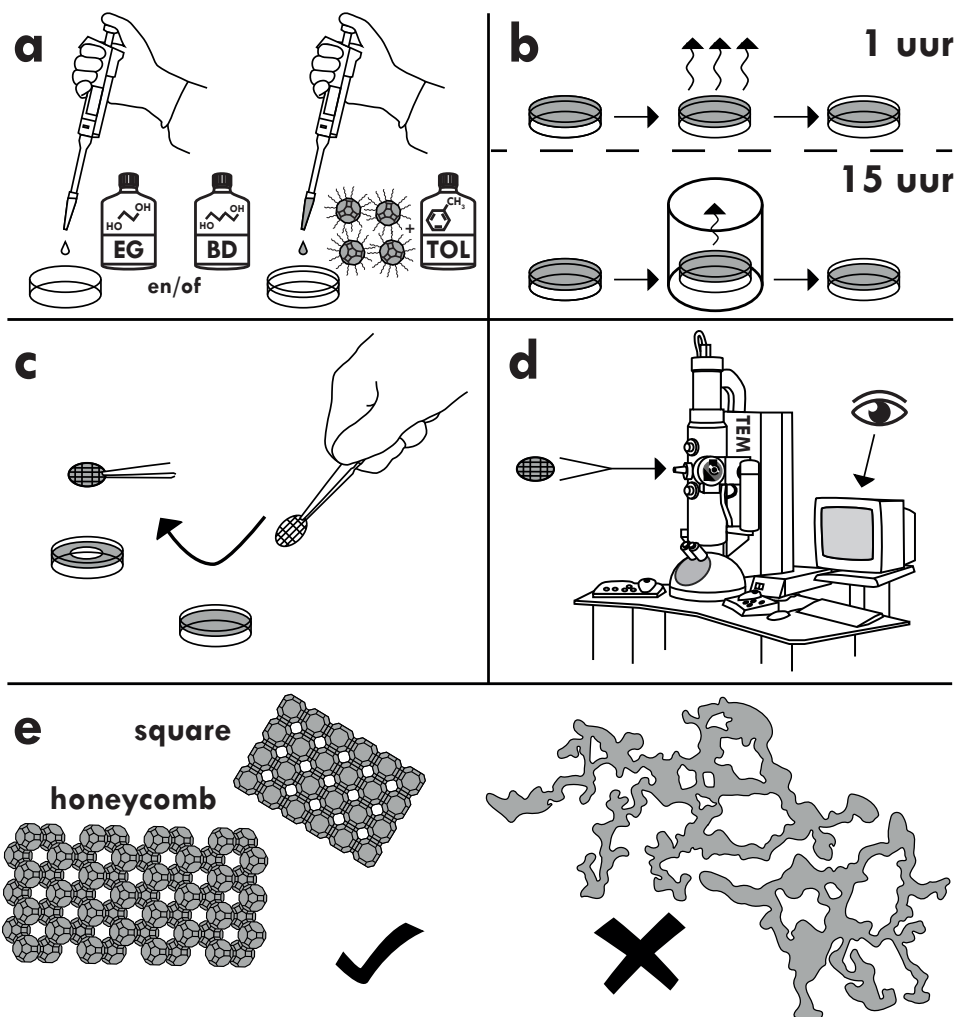 a
OH
HO
EG
OH
HO
BD
en/of
+
CH3
TOL
b
1 uur
15 uur
c
d
TEM
e
square
honeycomb